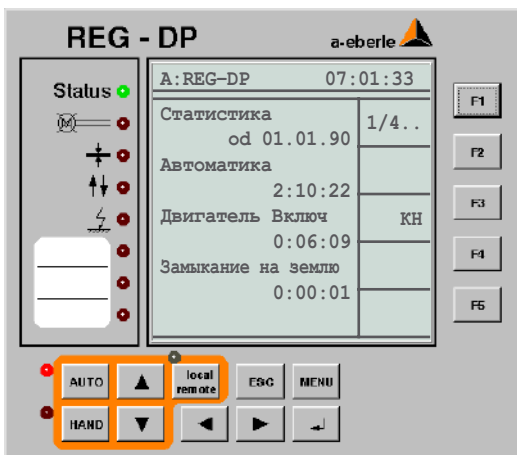 REG - DP
a-eberle
Status
M
A:REG-DP 07:01:33
Статистика
od 01.01.90
1/4..
Автоматика
2:10:22
Двигатель Включ
КН
0:06:09
Замыкание на землю
0:00:01
F1
F2
F3
F4
F5
AUTO
local
remote
ESC
MENU
HAND